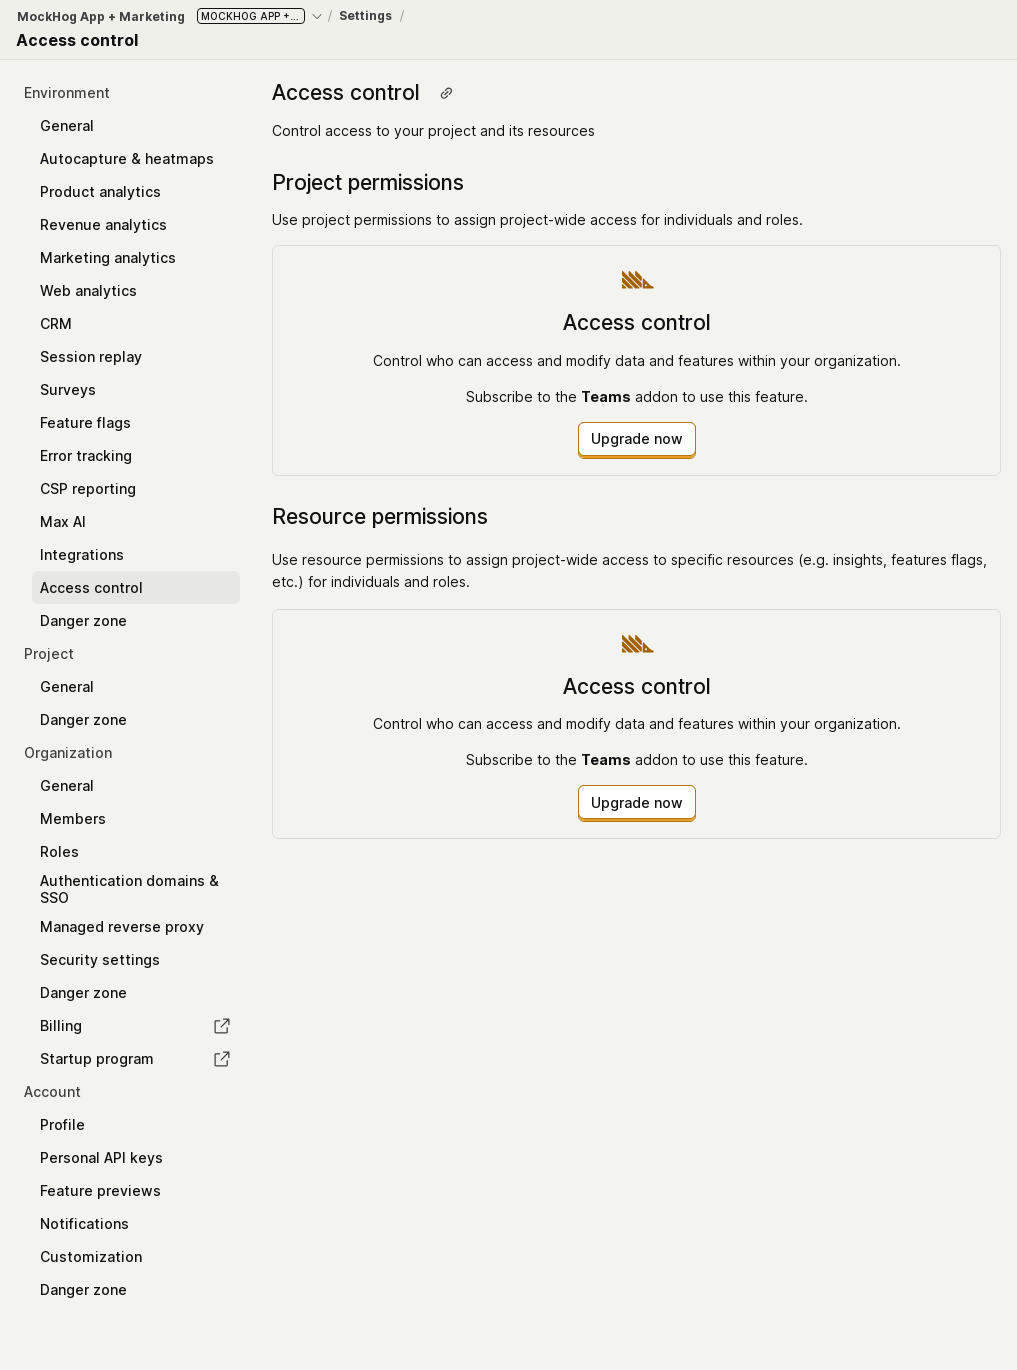 MockHog App + Marketing
MOCKHOG APP +...
/
Settings
/
Access control
Environment
General
Autocapture & heatmaps
Product analytics
Revenue analytics
Marketing analytics
Web analytics
CRM
Session replay
Surveys
Feature flags
Error tracking
CSP reporting
Max AI
Integrations
Access control
Danger zone
Project
General
Danger zone
Organization
General
Members
Roles
Authentication domains &
SSO
Managed reverse proxy
Security settings
Danger zone
Billing
Startup program
Account
Profile
Personal API keys
Feature previews
Notifications
Customization
Danger zone
Access control
Control access to your project and its resources
Project permissions
Use project permissions to assign project-wide access for individuals and roles.
Access control
Control who can access and modify data and features within your organization.
Subscribe to the Teams addon to use this feature.
Upgrade now
Resource permissions
Use resource permissions to assign project-wide access to specific resources (e.g. insights, features flags,
etc.) for individuals and roles.
Access control
Control who can access and modify data and features within your organization.
Subscribe to the Teams addon to use this feature.
Upgrade now